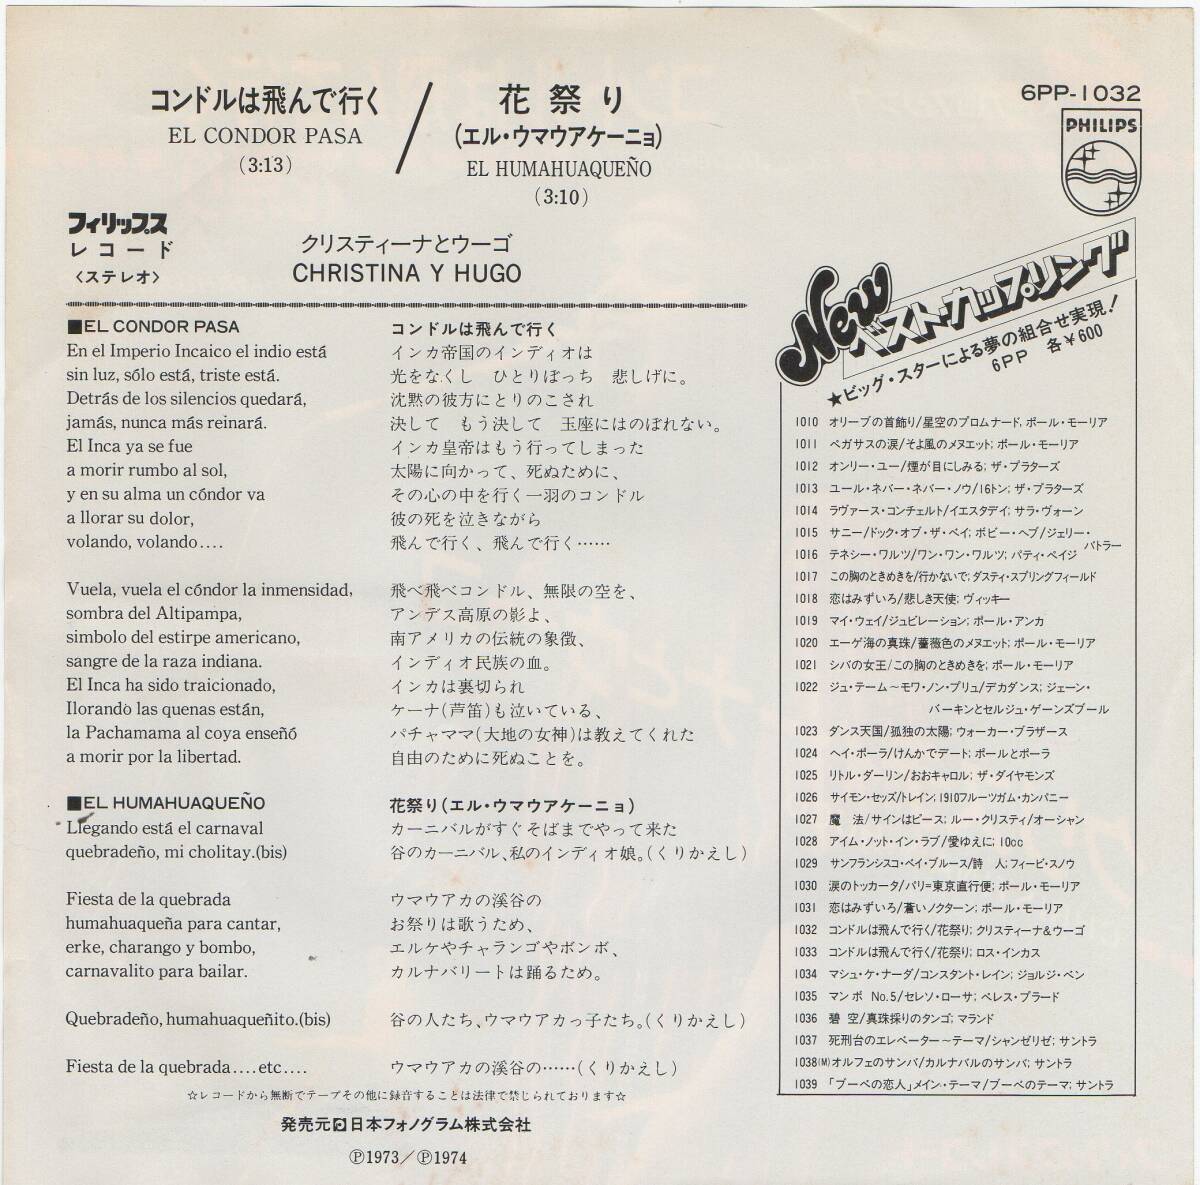 コンドルは飛んで行く
EL CONDOR PASA
(3:13)
/
花祭り
(エル・ウマウアケーニョ)
EL HUMAHUAQUEÑO
(3:10)
6PP-1032
PHILIPS
フィリップス
レコード
〈ステレオ〉
クリスティーナとウーゴ
CHRISTINA Y HUGO
■EL CONDOR PASA
En el Imperio Incaico el indio está
sin luz, sólo está, triste está.
Detrás de los silencios quedará,
jamás, nunca más reinará.
El Inca ya se fue
a morir rumbo al sol,
y en su alma un cóndor va
a llorar su dolor,
volando, volando....
Vuela, vuela el cóndor la inmensidad,
sombra del Altipampa,
simbolo del estirpe americano,
sangre de la raza indiana.
El Inca ha sido traicionado,
Ilorando las quenas están,
la Pachamama al coya enseñó
a morir por la libertad.
コンドルは飛んで行く
インカ帝国のインディオは
光をなくし ひとりぼっち 悲しげに。
沈黙の彼方にとりのこされ
決して もう決して 玉座にはのぼれない。
インカ皇帝はもう行ってしまった
太陽に向かって、死ぬために、
その心の中を行く一羽のコンドル
彼の死を泣きながら
飛んで行く、飛んで行く……
飛べ飛べコンドル、無限の空を、
アンデス高原の影よ、
南アメリカの伝統の象徴、
インディオ民族の血。
インカは裏切られ
ケーナ(芦笛)も泣いている、
パチャママ(大地の女神)は教えてくれた
自由のために死ぬことを。
■EL HUMAHUAQUEÑO
Llegando está el carnaval
quebradeño, mi cholitay.(bis)
Fiesta de la quebrada
humahuaqueña para cantar,
erke, charango y bombo,
carnavalito para bailar.
Quebradeño, humahuaqueñito.(bis)
Fiesta de la quebrada....etc....
花祭り(エル・ウマウアケーニョ)
カーニバルがすぐそばまでやって来た
谷のカーニバル、私のインディオ娘。(くりかえし)
ウマウアカの溪谷の
お祭りは歌うため、
エルケやチャランゴやボンボ、
カルナバリートは踊るため。
谷の人たち、ウマウアカっ子たち。(くりかえし)
ウマウアカの溪谷の……(くりかえし)
☆レコードから無断でテープその他に録音することは法律で禁じられております☆
発売元 日本フォノグラム株式会社
Ⓟ1973／Ⓟ1974
New ベスト・カップリング
★ビッグ・スターによる夢の組合せ実現!
6PP 各¥600
1010 オリーブの首飾り/星空のプロムナード, ポール・モーリア
1011 ペガサスの涙/そよ風のメヌエット; ポール・モーリア
1012 オンリー・ユー/煙が目にしみる; ザ・プラターズ
1013 ユール・ネバー・ネバー・ノウ/16トン; ザ・プラターズ
1014 ラヴァース・コンチェルト/イエスタデイ; サラ・ヴォーン
1015 サニー/ドック・オブ・ザ・ベイ; ボビー・ヘブ/ジェリー・
バトラー
1016 テネシー・ワルツ/ワン・ワン・ワルツ; パティ・ペイジ
1017 この胸のときめきを/行かないで; ダスティ・スプリングフィールド
1018 恋はみずいろ/悲しき天使; ヴィッキー
1019 マイ・ウェイ/ジュビレーション; ポール・アンカ
1020 エーゲ海の真珠/薔薇色のメヌエット; ポール・モーリア
1021 シバの女王/この胸のときめきを; ポール・モーリア
1022 ジュ・テーム～モワ・ノン・プリュ/デカダンス; ジェーン・
バーキンとセルジュ・ゲーンズブール
1023 ダンス天国/孤独の太陽; ウォーカー・ブラザース
1024 ヘイ・ポーラ/けんかでデート; ポールとポーラ
1025 リトル・ダーリン/おおキャロル; ザ・ダイヤモンズ
1026 サイモン・セッズ/トレイン; 1910フルーツガム・カンパニー
1027 魔 法/サインはピース; ルー・クリスティ/オーシャン
1028 アイム・ノット・イン・ラブ/愛ゆえに; 10cc
1029 サンフランシスコ・ベイ・ブルース/詩 人; フィービ・スノウ
1030 涙のトッカータ/パリ=東京直行便; ポール・モーリア
1031 恋はみずいろ/蒼いノクターン; ポール・モーリア
1032 コンドルは飛んで行く/花祭り; クリスティーナ&ウーゴ
1033 コンドルは飛んで行く/花祭り; ロス・インカス
1034 マシュ・ケ・ナーダ/コンスタント・レイン; ジョルジ・ベン
1035 マンボ No.5/セレソ・ローサ; ペレス・プラード
1036 碧 空/真珠採りのタンゴ; マランド
1037 死刑台のエレベーター～テーマ/シャンゼリゼ; サントラ
1038(M) オルフェのサンバ/カルナバルのサンバ; サントラ
1039 「ブーベの恋人」メイン・テーマ/ブーベのテーマ; サントラ